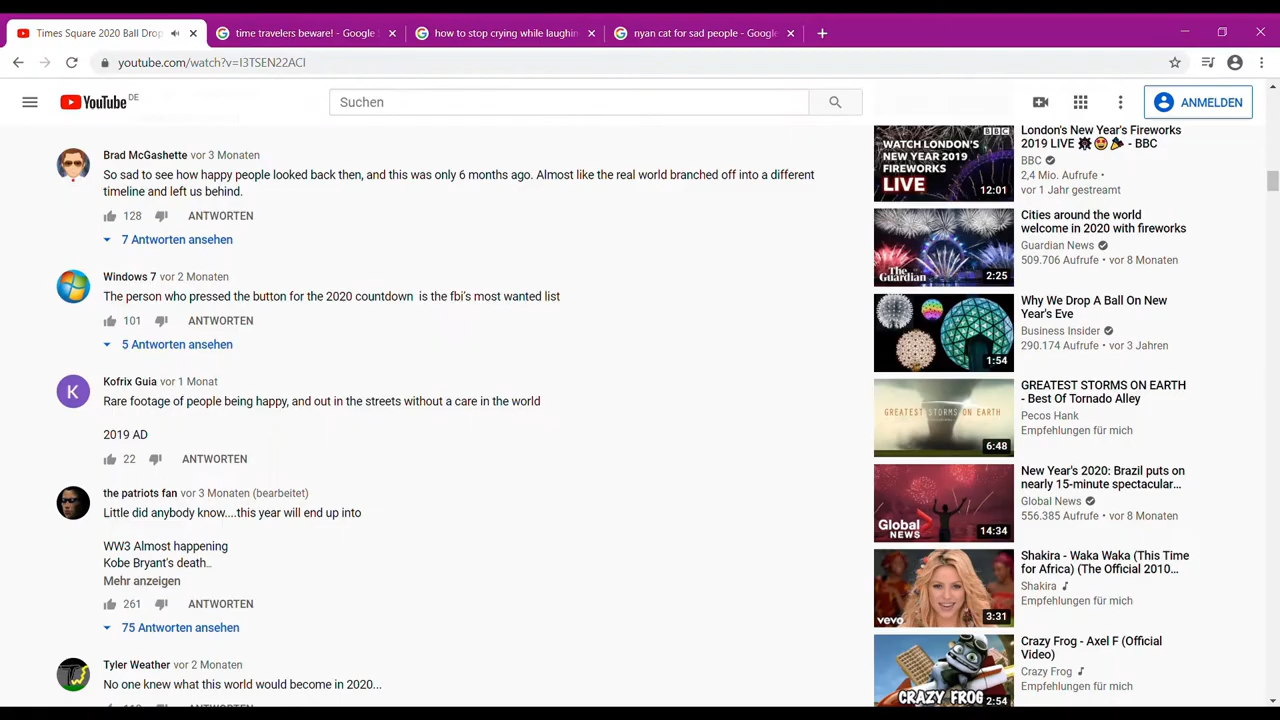 Times Square 2020 Ball Drop
time travelers beware! - Google S
how to stop crying while laughin
nyan cat for sad people - Google
youtube.com/watch?v=I3TSEN22ACI
YouTube DE
Suchen
ANMELDEN
Brad McGashette vor 3 Monaten
So sad to see how happy people looked back then, and this was only 6 months ago. Almost like the real world branched off into a different
timeline and left us behind.
128 ANTWORTEN
7 Antworten ansehen
Windows 7 vor 2 Monaten
The person who pressed the button for the 2020 countdown is the fbi's most wanted list
101 ANTWORTEN
5 Antworten ansehen
K
Kofrix Guia vor 1 Monat
Rare footage of people being happy, and out in the streets without a care in the world
2019 AD
22 ANTWORTEN
the patriots fan vor 3 Monaten (bearbeitet)
Little did anybody know....this year will end up into
WW3 Almost happening
Kobe Bryant's death..
Mehr anzeigen
261 ANTWORTEN
75 Antworten ansehen
Tyler Weather vor 2 Monaten
No one knew what this world would become in 2020...
ANTWORTEN
BBC
WATCH LONDON'S
NEW YEAR 2019
FIREWORKS
LIVE
12:01
London's New Year's Fireworks
2019 LIVE 🎆🤩🎉 - BBC
BBC
2,4 Mio. Aufrufe •
vor 1 Jahr gestreamt
The
Guardian
2:25
Cities around the world
welcome in 2020 with fireworks
Guardian News
509.706 Aufrufe • vor 8 Monaten
1:54
Why We Drop A Ball On New
Year's Eve
Business Insider
290.174 Aufrufe • vor 3 Jahren
GREATEST STORMS ON EARTH
6:48
GREATEST STORMS ON EARTH
- Best Of Tornado Alley
Pecos Hank
Empfehlungen für mich
Global
NEWS
14:34
New Year's 2020: Brazil puts on
nearly 15-minute spectacular...
Global News
556.385 Aufrufe • vor 8 Monaten
vevo
3:31
Shakira - Waka Waka (This Time
for Africa) (The Official 2010...
Shakira
Empfehlungen für mich
CRAZY FROG
2:54
Crazy Frog - Axel F (Official
Video)
Crazy Frog
Empfehlungen für mich